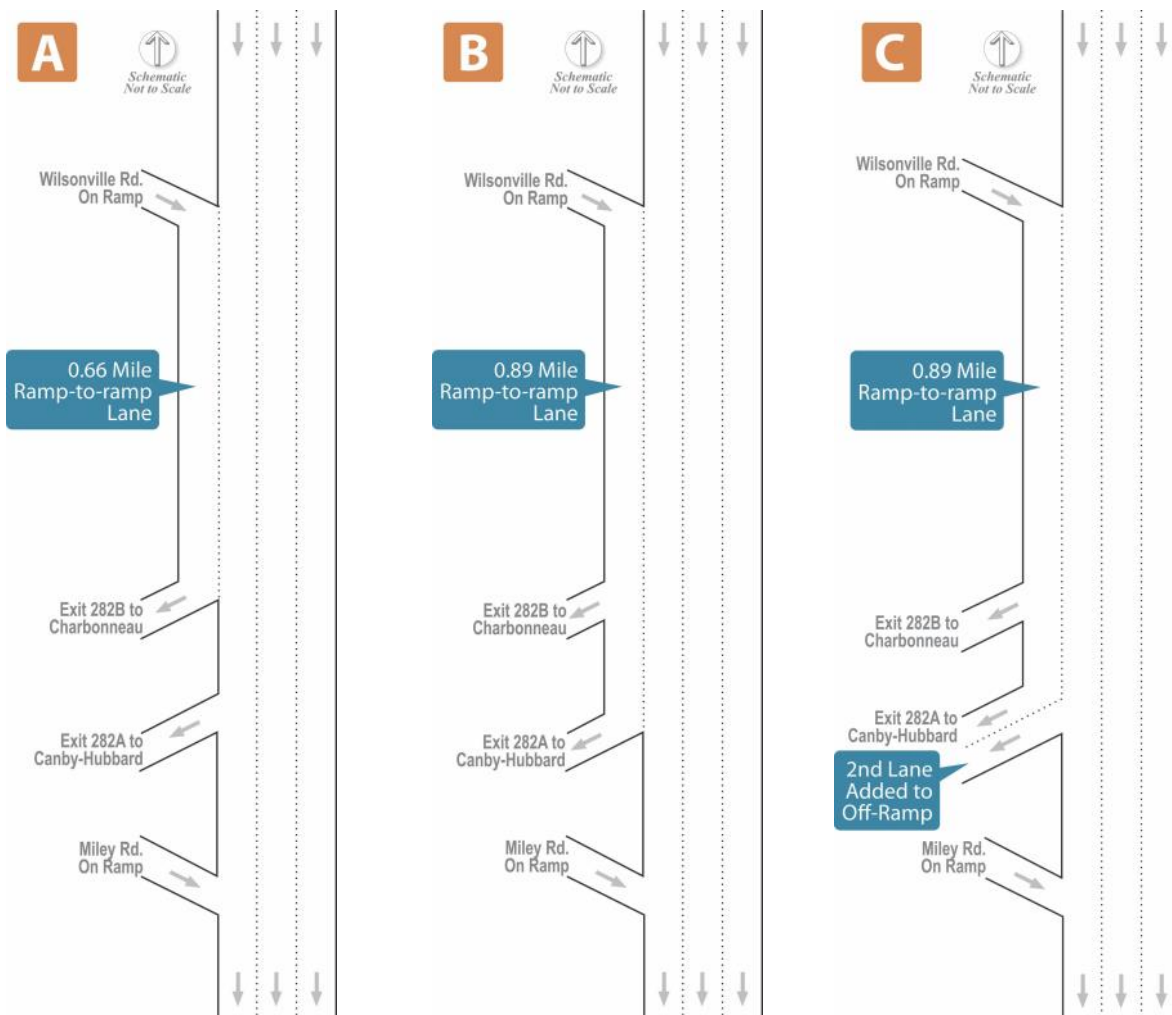 A
Schematic
Not to Scale
Wilsonville Rd.
On Ramp
0.66 Mile
Ramp-to-ramp
Lane
Exit 282B to
Charbonneau
Exit 282A to
Canby-Hubbard
Miley Rd.
On Ramp
B
Schematic
Not to Scale
Wilsonville Rd.
On Ramp
0.89 Mile
Ramp-to-ramp
Lane
Exit 282B to
Charbonneau
Exit 282A to
Canby-Hubbard
Miley Rd.
On Ramp
C
Schematic
Not to Scale
Wilsonville Rd.
On Ramp
0.89 Mile
Ramp-to-ramp
Lane
Exit 282B to
Charbonneau
Exit 282A to
Canby-Hubbard
2nd Lane
Added to
Off-Ramp
Miley Rd.
On Ramp